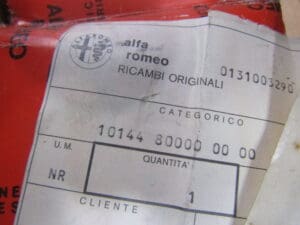 alfa
romeo
RICAMBI ORIGINALI
0131003290
CATEGORICO
10144 80000 00 00
U.M.
QUANTITA'
NR
1
CLIENTE